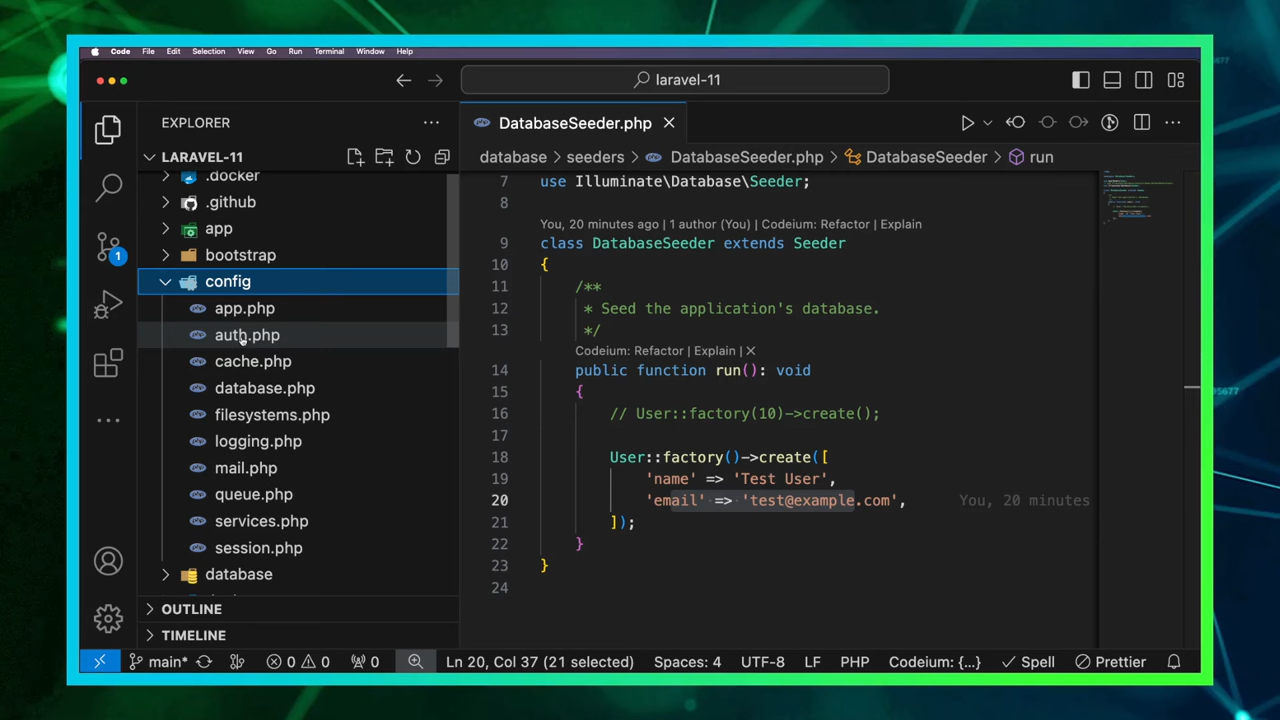 Code File Edit Selection View Go Run Terminal Window Help
laravel-11
EXPLORER
LARAVEL-11
.docker
.github
app
bootstrap
config
app.php
auth.php
cache.php
database.php
filesystems.php
logging.php
mail.php
queue.php
services.php
session.php
database
OUTLINE
TIMELINE
1
DatabaseSeeder.php
database > seeders > DatabaseSeeder.php > DatabaseSeeder > run
7 use Illuminate\Database\Seeder;
8
You, 20 minutes ago | 1 author (You) | Codeium: Refactor | Explain
9 class DatabaseSeeder extends Seeder
10 {
11 /**
12 * Seed the application's database.
13 */
Codeium: Refactor | Explain | ✕
14 public function run(): void
15 {
16 // User::factory(10)->create();
17
18 User::factory()->create([
19 'name' => 'Test User',
20 'email' => 'test@example.com', You, 20 minutes
21 ]);
22 }
23 }
24
main* 0 0 0 Ln 20, Col 37 (21 selected) Spaces: 4 UTF-8 LF PHP Codeium: {...} Spell Prettier